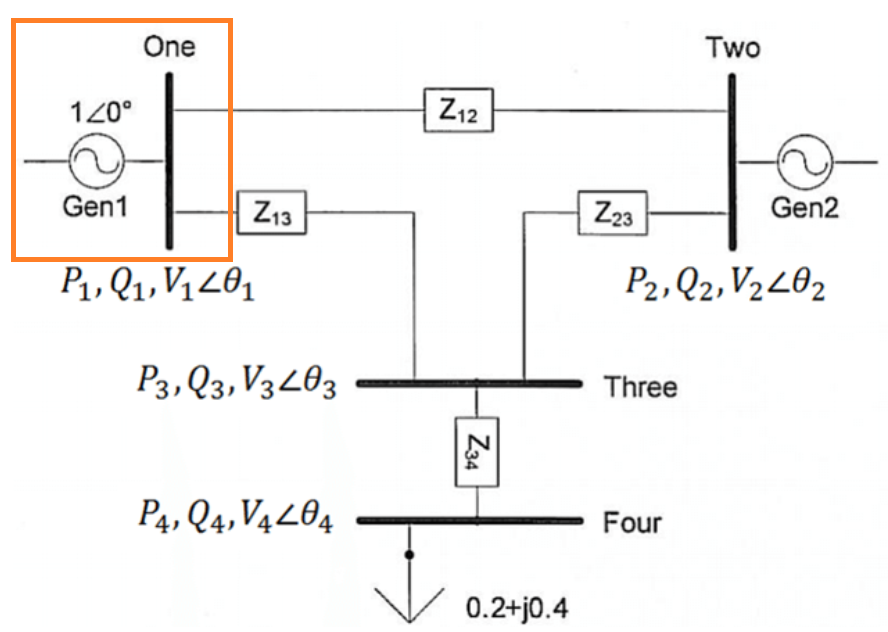 One
Two
1∠0°
Z₁₂
Gen1
Gen2
Z₁₃
Z₂₃
P₁, Q₁, V₁∠θ₁
P₂, Q₂, V₂∠θ₂
P₃, Q₃, V₃∠θ₃
Three
Z₃₄
P₄, Q₄, V₄∠θ₄
Four
0.2+j0.4